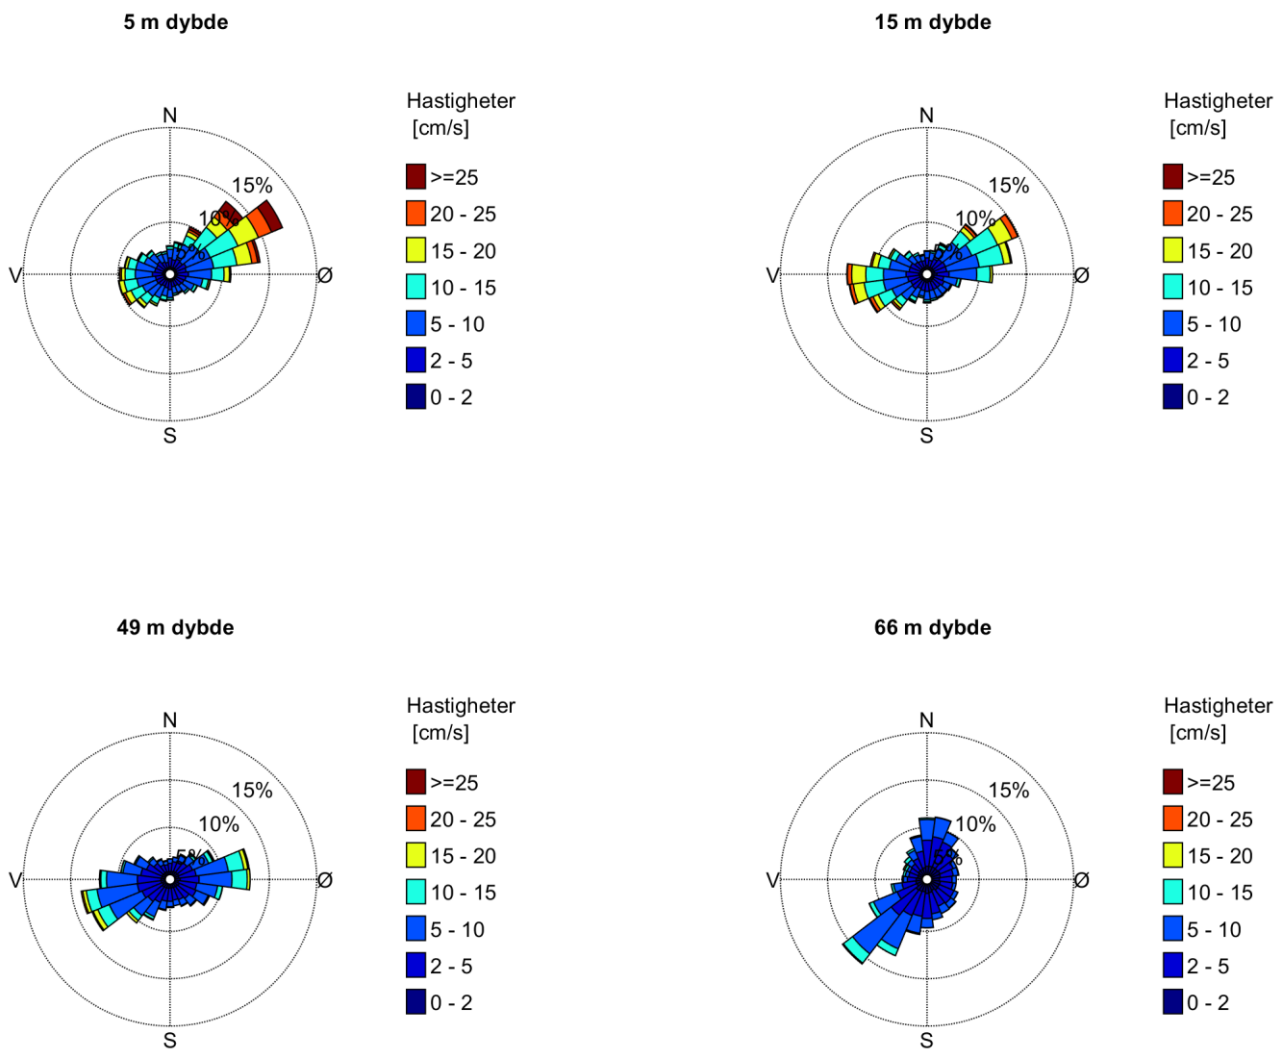 5 m dybde
Hastigheter
[cm/s]
N
15%
10%
5%
V
Ø
S
>=25
20 - 25
15 - 20
10 - 15
5 - 10
2 - 5
0 - 2
15 m dybde
Hastigheter
[cm/s]
N
15%
10%
5%
V
Ø
S
>=25
20 - 25
15 - 20
10 - 15
5 - 10
2 - 5
0 - 2
49 m dybde
Hastigheter
[cm/s]
N
15%
10%
5%
V
Ø
S
>=25
20 - 25
15 - 20
10 - 15
5 - 10
2 - 5
0 - 2
66 m dybde
Hastigheter
[cm/s]
N
15%
10%
5%
V
Ø
S
>=25
20 - 25
15 - 20
10 - 15
5 - 10
2 - 5
0 - 2